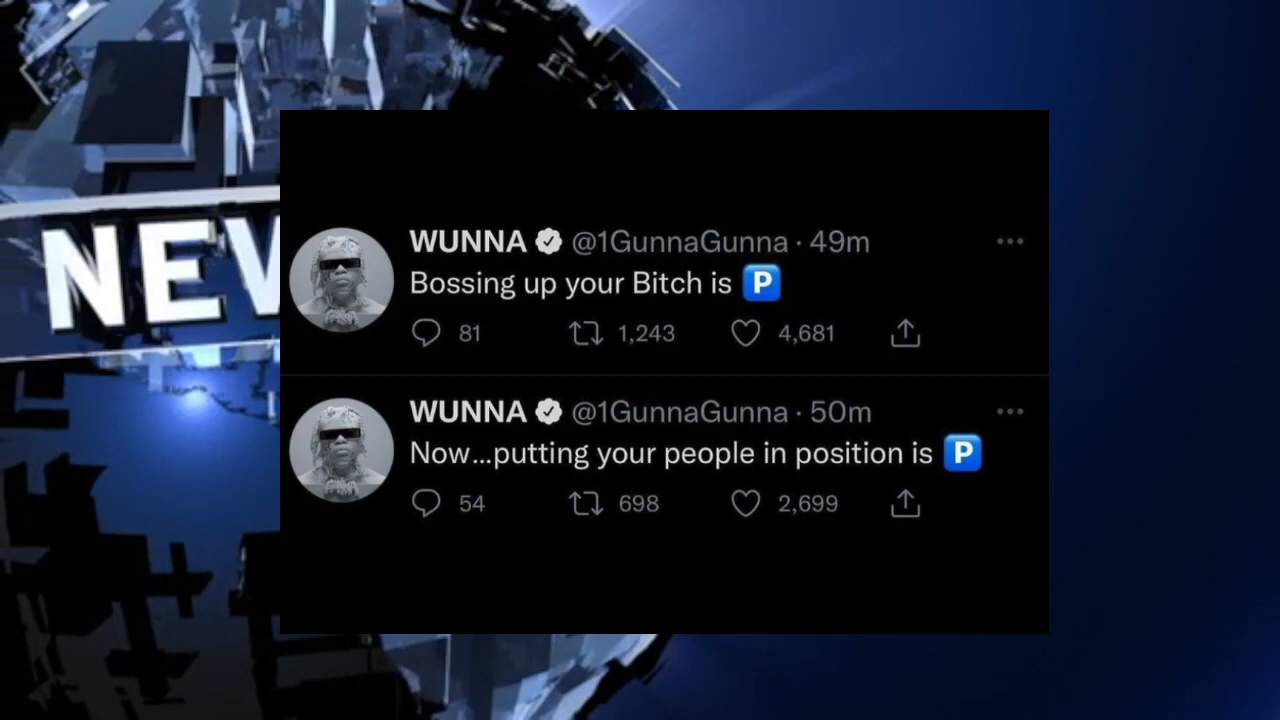 NEW
WUNNA @1GunnaGunna · 49m
Bossing up your Bitch is 🅿️
81 1,243 4,681
WUNNA @1GunnaGunna · 50m
Now...putting your people in position is 🅿️
54 698 2,699